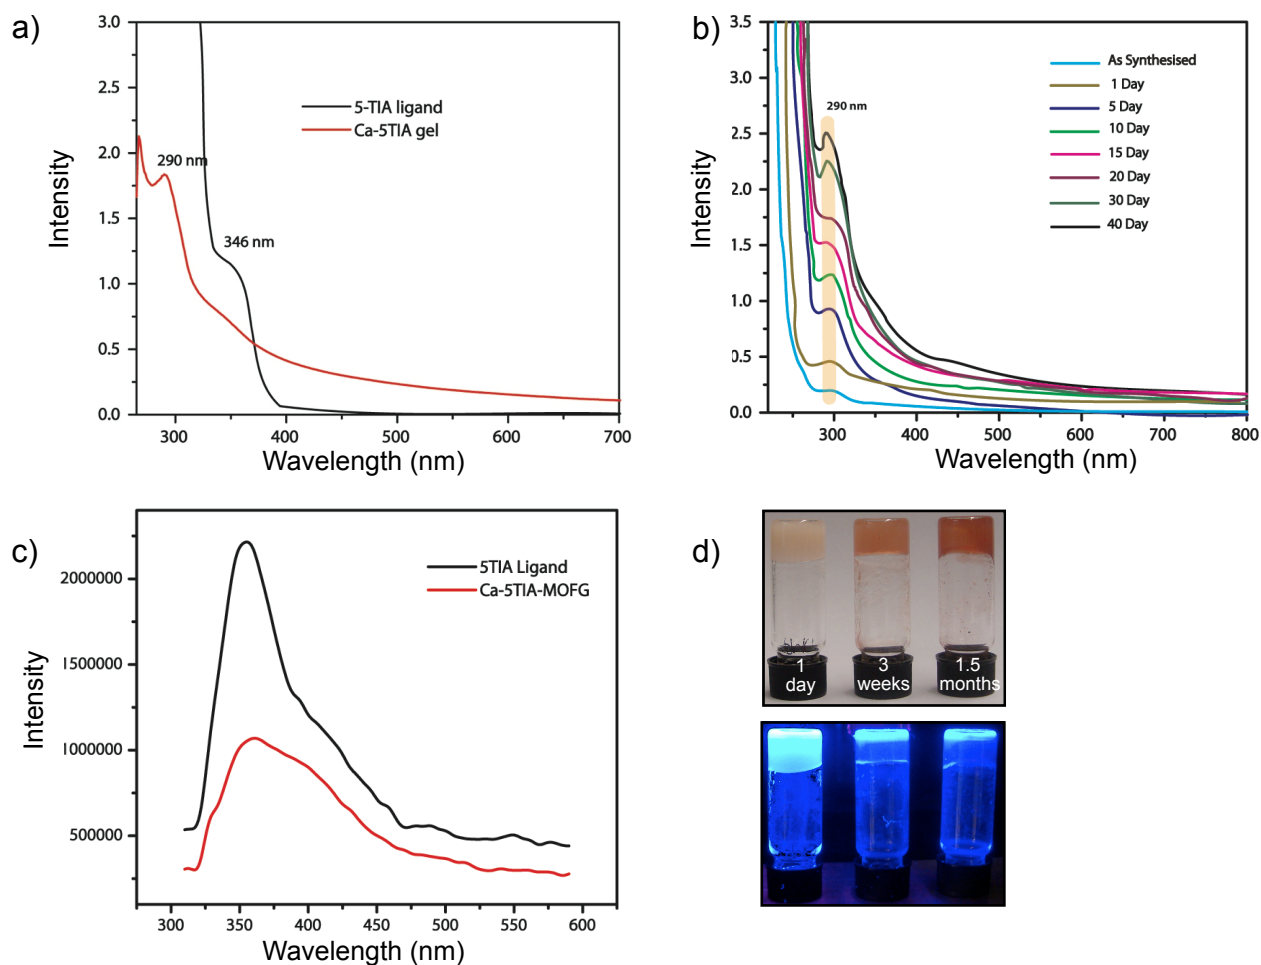 a)
3.0
2.5
2.0
1.5
1.0
0.5
0.0
Intensity
5-TIA ligand
Ca-5TIA gel
290 nm
346 nm
300
400
500
600
700
Wavelength (nm)
b)
3.5
3.0
2.5
2.0
1.5
1.0
0.5
0.0
Intensity
290 nm
As Synthesised
1 Day
5 Day
10 Day
15 Day
20 Day
30 Day
40 Day
300
400
500
600
700
800
Wavelength (nm)
c)
2000000
1500000
1000000
500000
Intensity
5TIA Ligand
Ca-5TIA-MOFG
300
350
400
450
500
550
600
Wavelength (nm)
d)
1
day
3
weeks
1.5
months